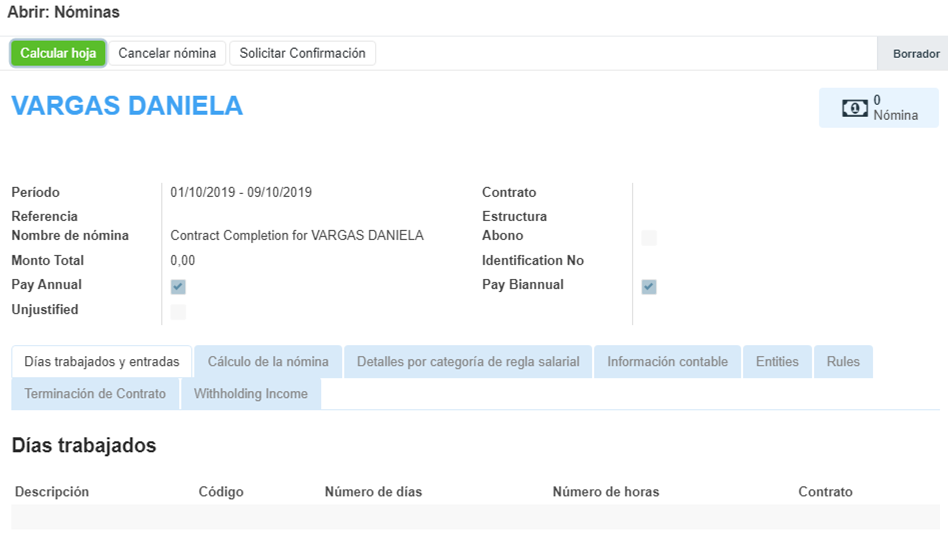 Abrir: Nóminas
Calcular hoja Cancelar nómina Solicitar Confirmación Borrador
VARGAS DANIELA
0
Nómina
Período 01/10/2019 - 09/10/2019 Contrato
Referencia Estructura
Nombre de nómina Contract Completion for VARGAS DANIELA Abono
Monto Total 0,00 Identification No
Pay Annual Pay Biannual
Unjustified
Días trabajados y entradas Cálculo de la nómina Detalles por categoría de regla salarial Información contable Entities Rules
Terminación de Contrato Withholding Income
Días trabajados
Descripción Código Número de días Número de horas Contrato